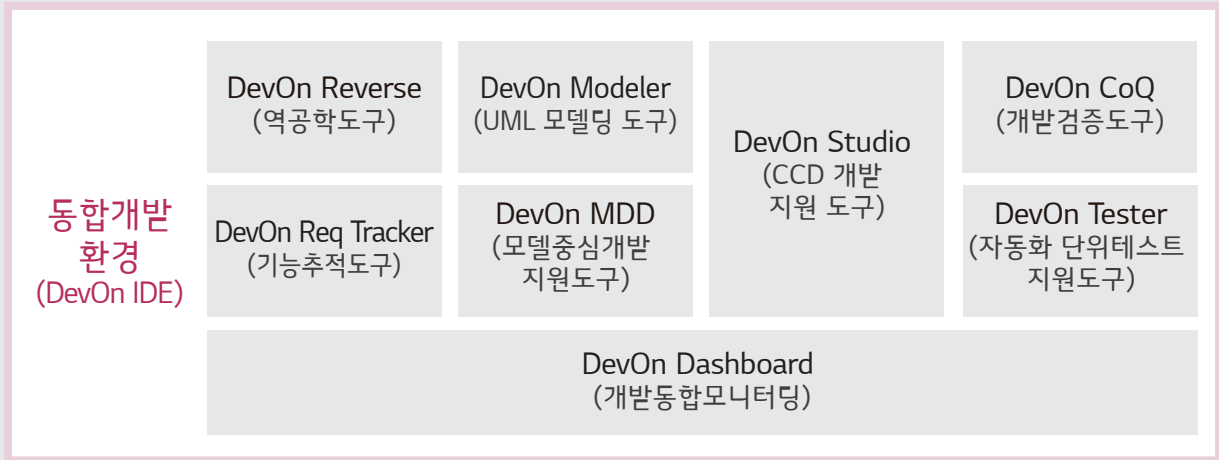 동합개발
환경
(DevOn IDE)
DevOn Reverse
(역공학도구)
DevOn Modeler
(UML 모델딩 도구)
DevOn Studio
(CCD 개발
지원 도구)
DevOn CoQ
(개발검증도구)
DevOn Req Tracker
(기능추적도구)
DevOn MDD
(모델중심개발
지원도구)
DevOn Tester
(자동화 단위테스트
지원도구)
DevOn Dashboard
(개발동합모니터딩)